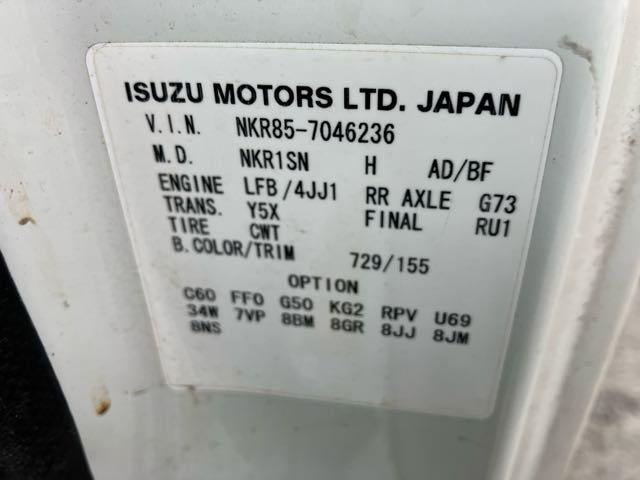 ISUZU MOTORS LTD. JAPAN
V.I.N. NKR85-7046236
M.D. NKR1SN H AD/BF
ENGINE LFB/4JJ1 RR AXLE G73
TRANS. Y5X FINAL RU1
TIRE CWT
B.COLOR/TRIM 729/155
OPTION
C60 FF0 G50 KG2 RPV U69
34W 7VP 8BM 8GR 8JJ 8JM
8NS